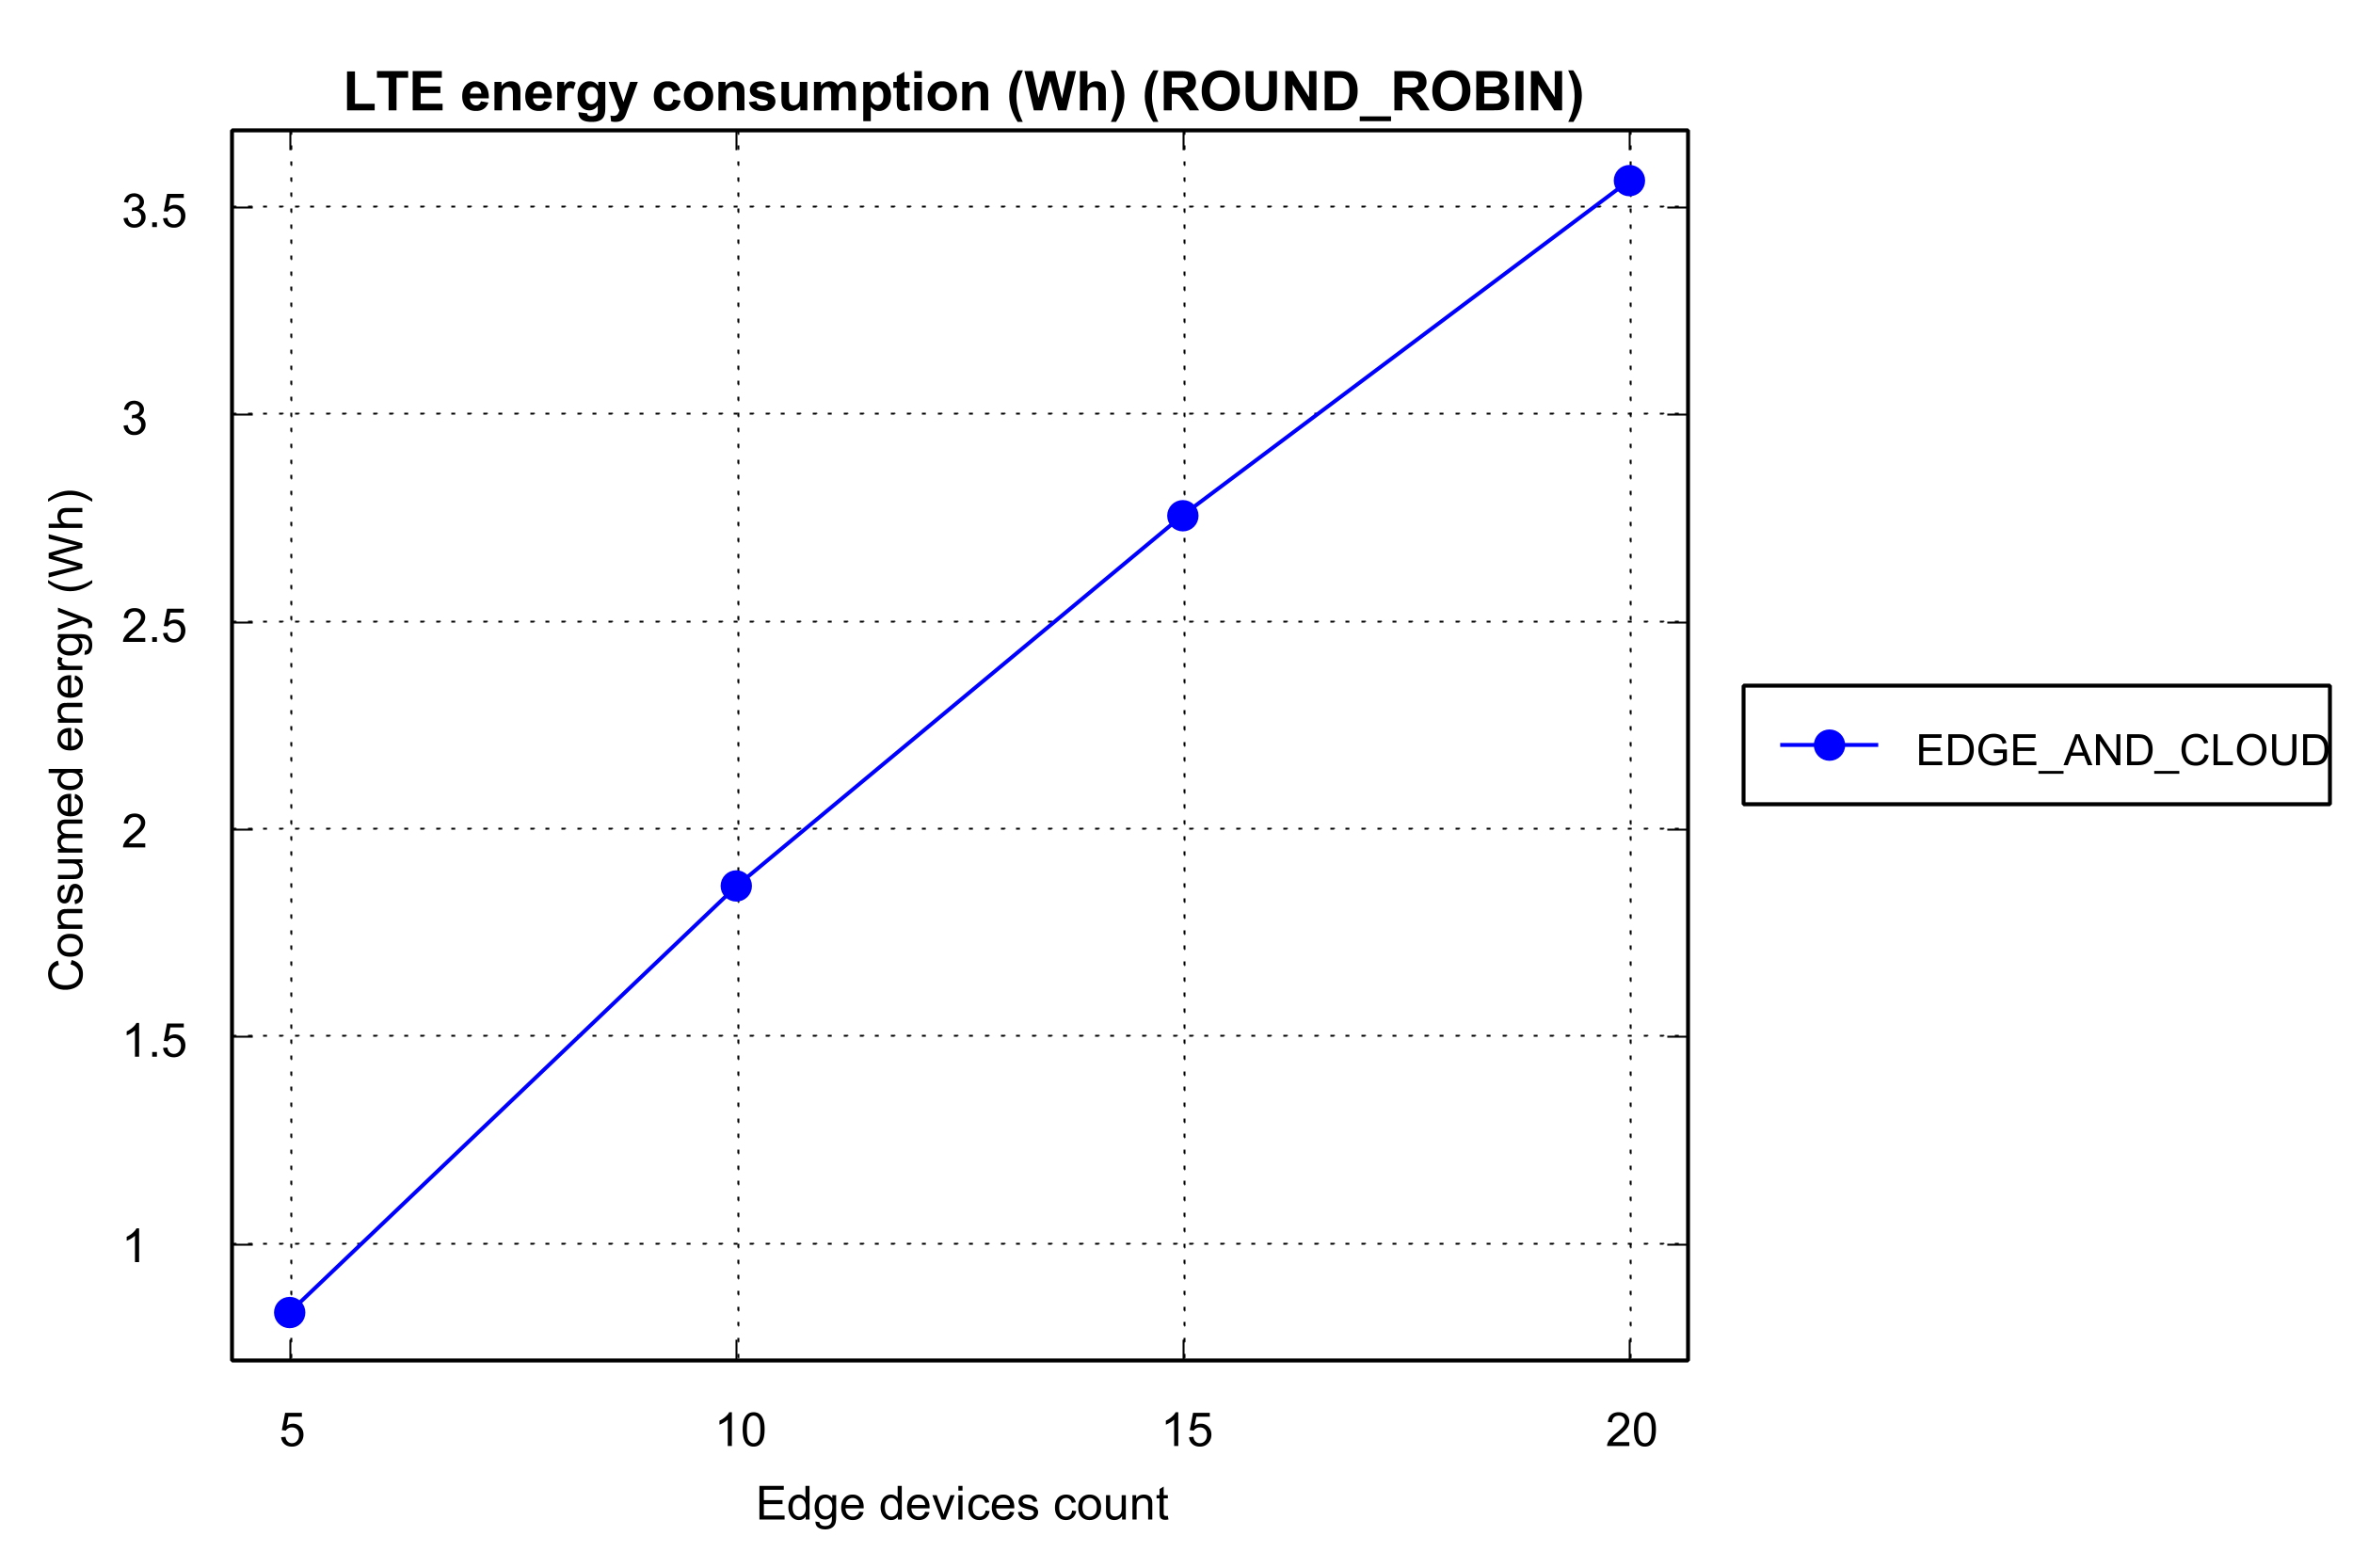 LTE energy consumption (Wh) (ROUND_ROBIN)
3.5
3
2.5
2
1.5
1
Consumed energy (Wh)
EDGE_AND_CLOUD
5 10 15 20
Edge devices count